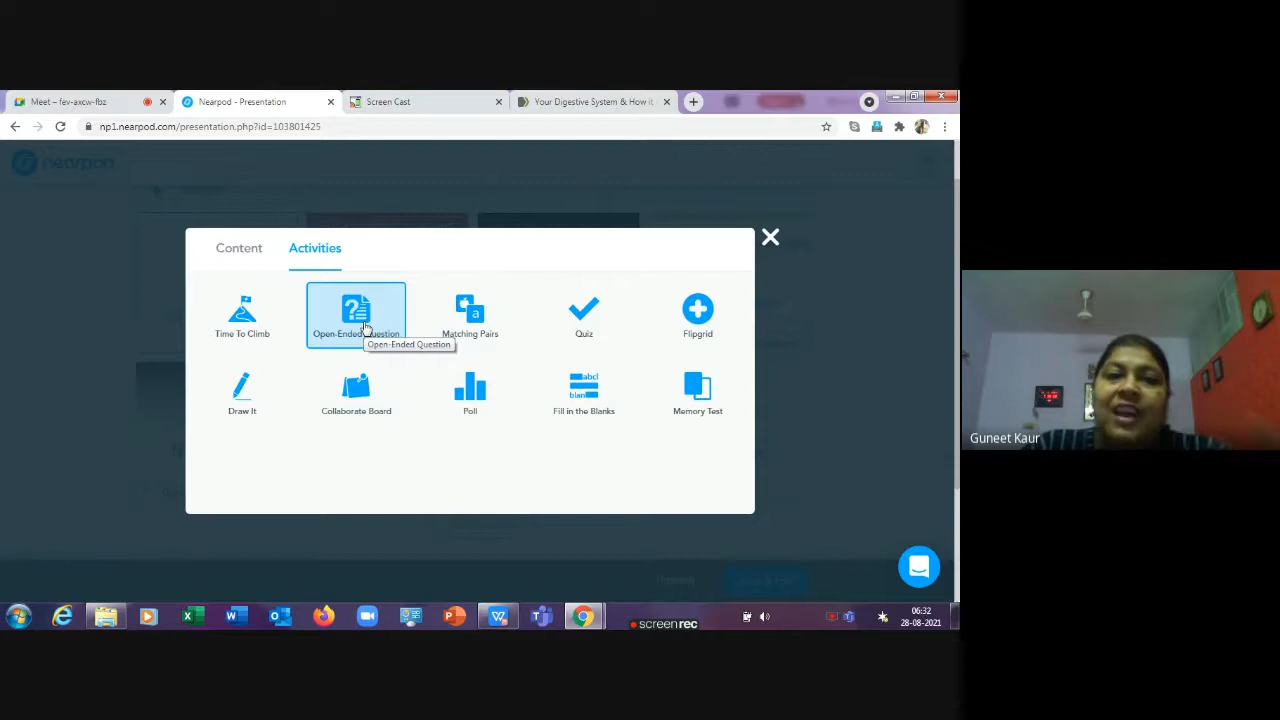 Meet – fev-axcw-fbz
Nearpod - Presentation
Screen Cast
Your Digestive System & How it
np1.nearpod.com/presentation.php?id=103801425
nearpod
Content Activities
Time To Climb
Open-Ended Question
Matching Pairs
Quiz
Flipgrid
Open-Ended Question
Draw It
Collaborate Board
Poll
Fill in the Blanks
Memory Test
Guneet Kaur
screenrec
06:32
28-08-2021